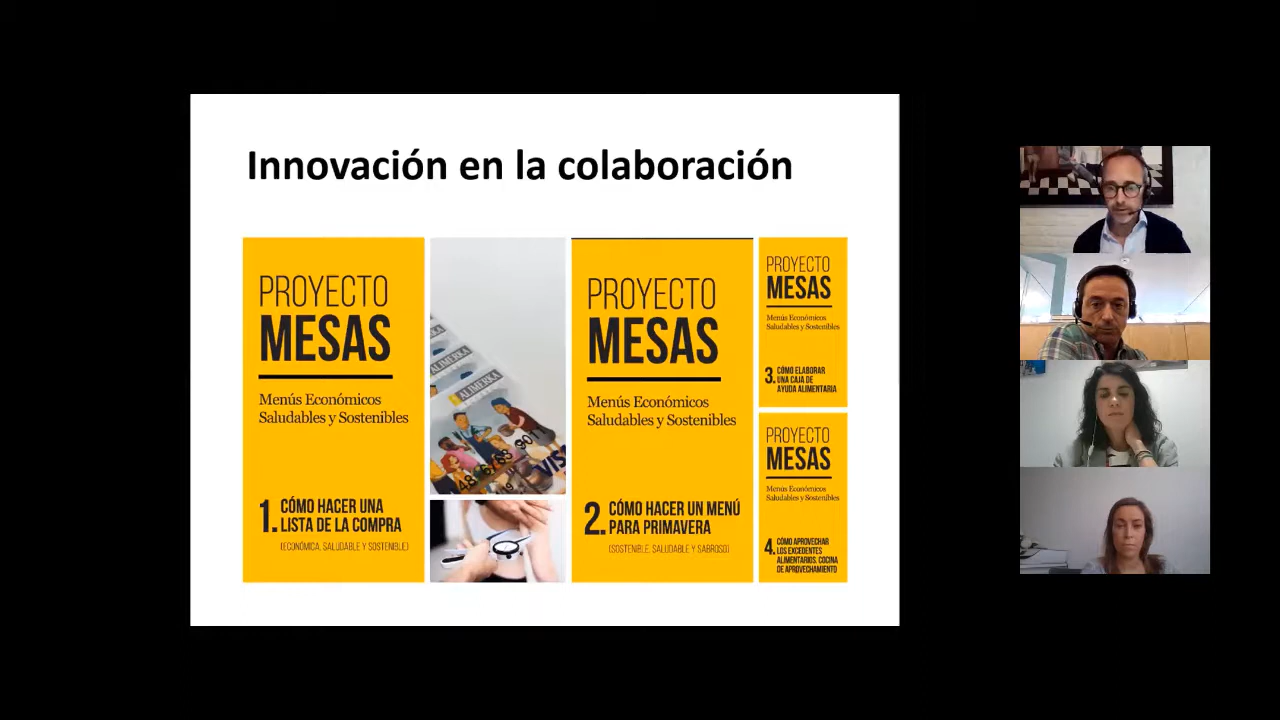 Innovación en la colaboración
PROYECTO
MESAS
Menús Económicos
Saludables y Sostenibles
1. CÓMO HACER UNA
LISTA DE LA COMPRA
(ECONÓMICA, SALUDABLE Y SOSTENIBLE)
ALIMERKA
ALIMERKA
VISA
PROYECTO
MESAS
Menús Económicos
Saludables y Sostenibles
2. CÓMO HACER UN MENÚ
PARA PRIMAVERA
(SOSTENIBLE, SALUDABLE Y SABROSO)
PROYECTO
MESAS
Menús Económicos
Saludables y Sostenibles
3. CÓMO ELABORAR
UNA CAJA DE
AYUDA ALIMENTARIA
PROYECTO
MESAS
Menús Económicos
Saludables y Sostenibles
4. CÓMO APROVECHAR
LOS EXCEDENTES
ALIMENTARIOS: COCINA
DE APROVECHAMIENTO